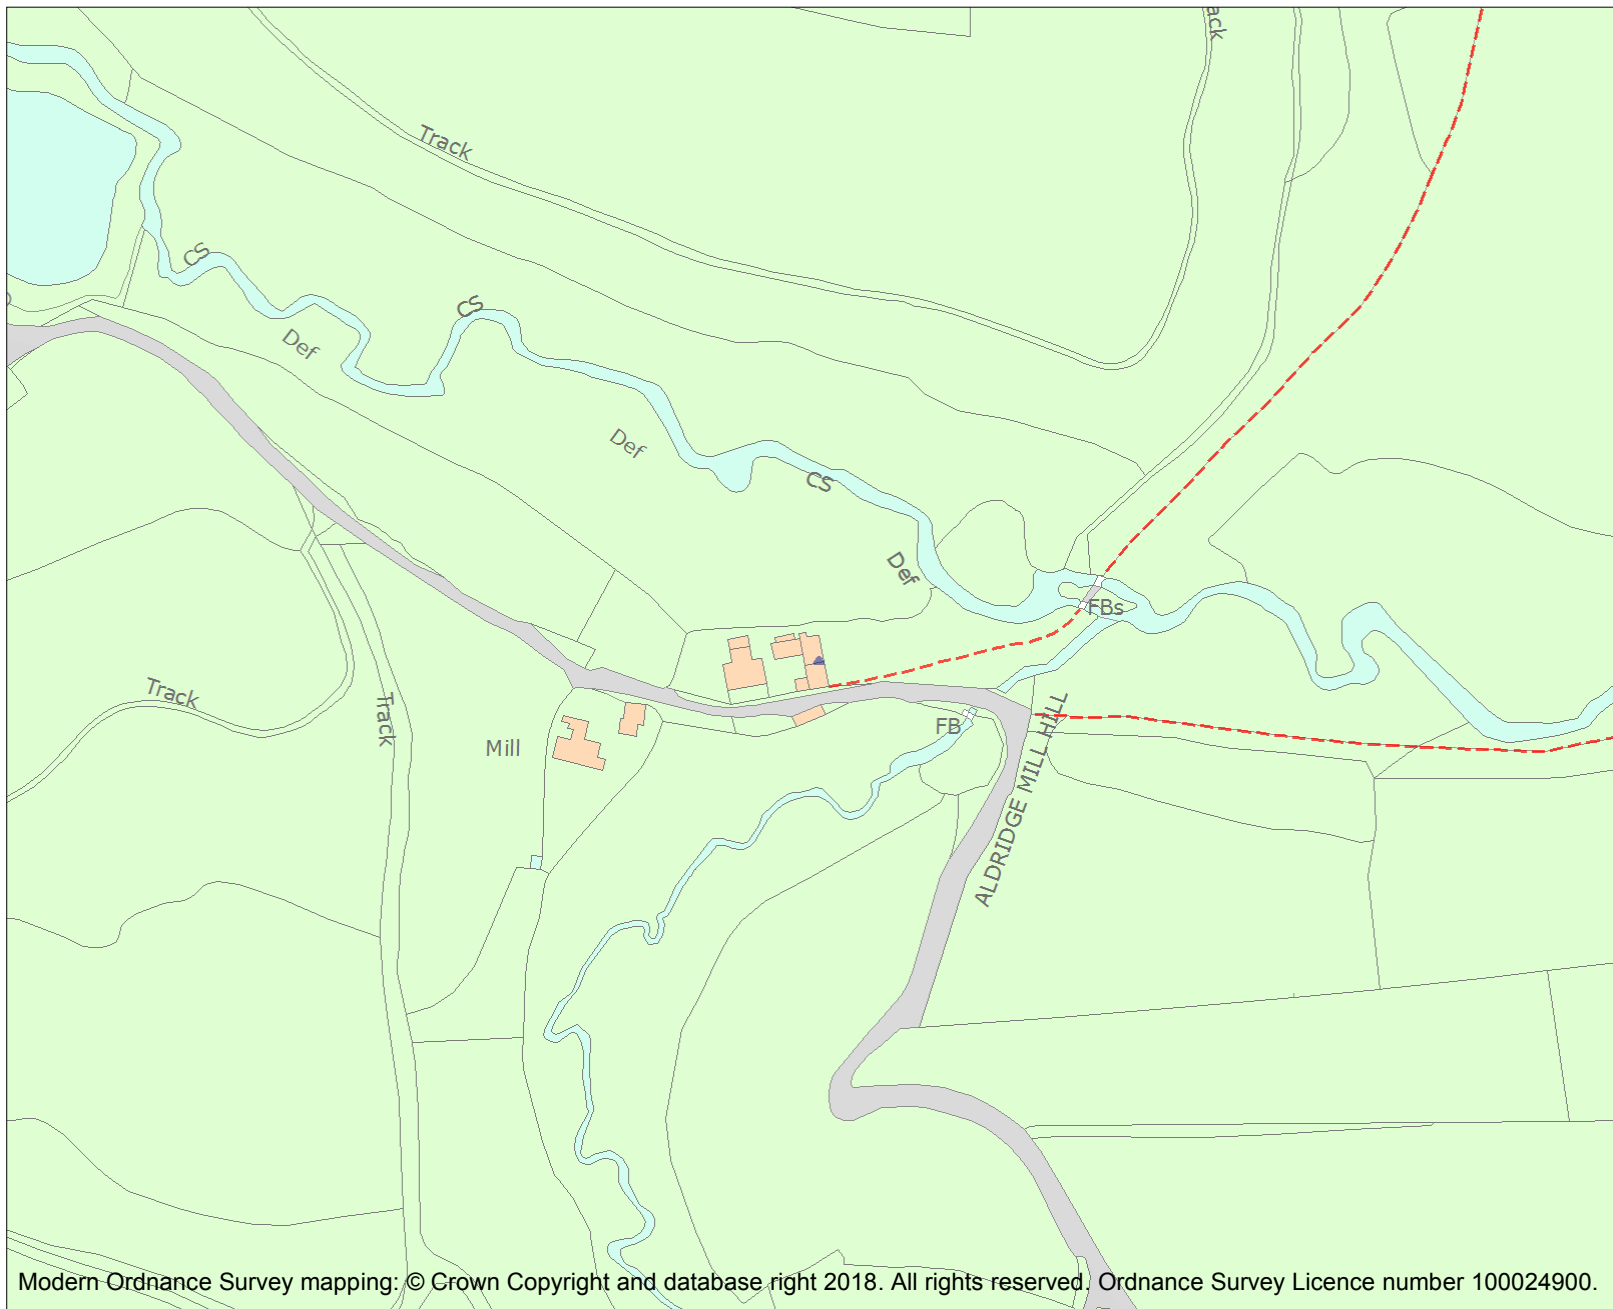 ack
Track
CS
CS
Def
Def
CS
Def
FBs
Track
Track
Mill
FB
ALDRIDGE MILL HILL
Modern Ordnance Survey mapping: © Crown Copyright and database right 2018. All rights reserved. Ordnance Survey Licence number 100024900.